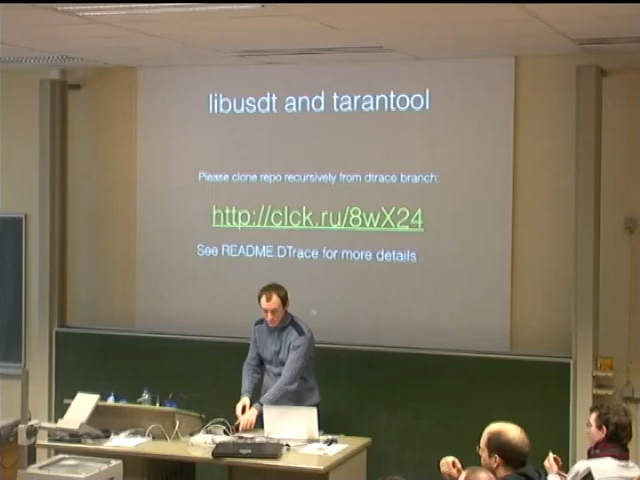 libusdt and tarantool
Please clone repo recursively from dtrace branch:
http://clck.ru/8wX24
See README.DTrace for more details